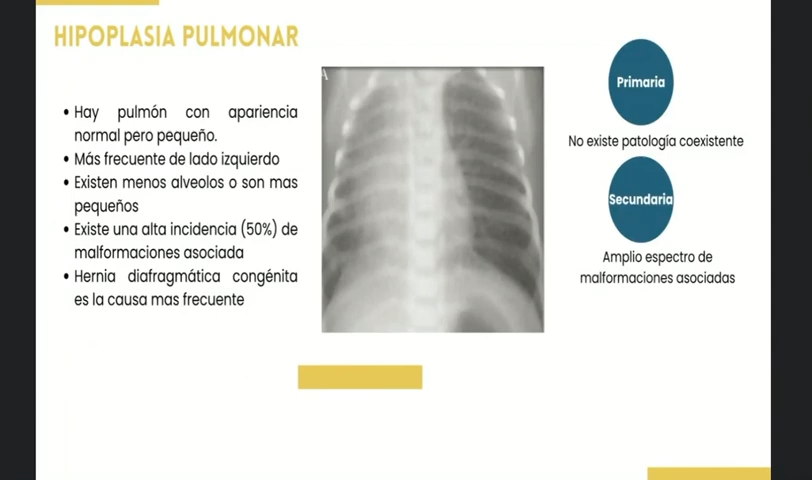 HIPOPLASIA PULMONAR
• Hay pulmón con apariencia
normal pero pequeño.
• Más frecuente de lado izquierdo
• Existen menos alveolos o son mas
pequeños
• Existe una alta incidencia (50%) de
malformaciones asociada
• Hernia diafragmática congénita
es la causa mas frecuente
A
Primaria
No existe patología coexistente
Secundaria
Amplio espectro de
malformaciones asociadas